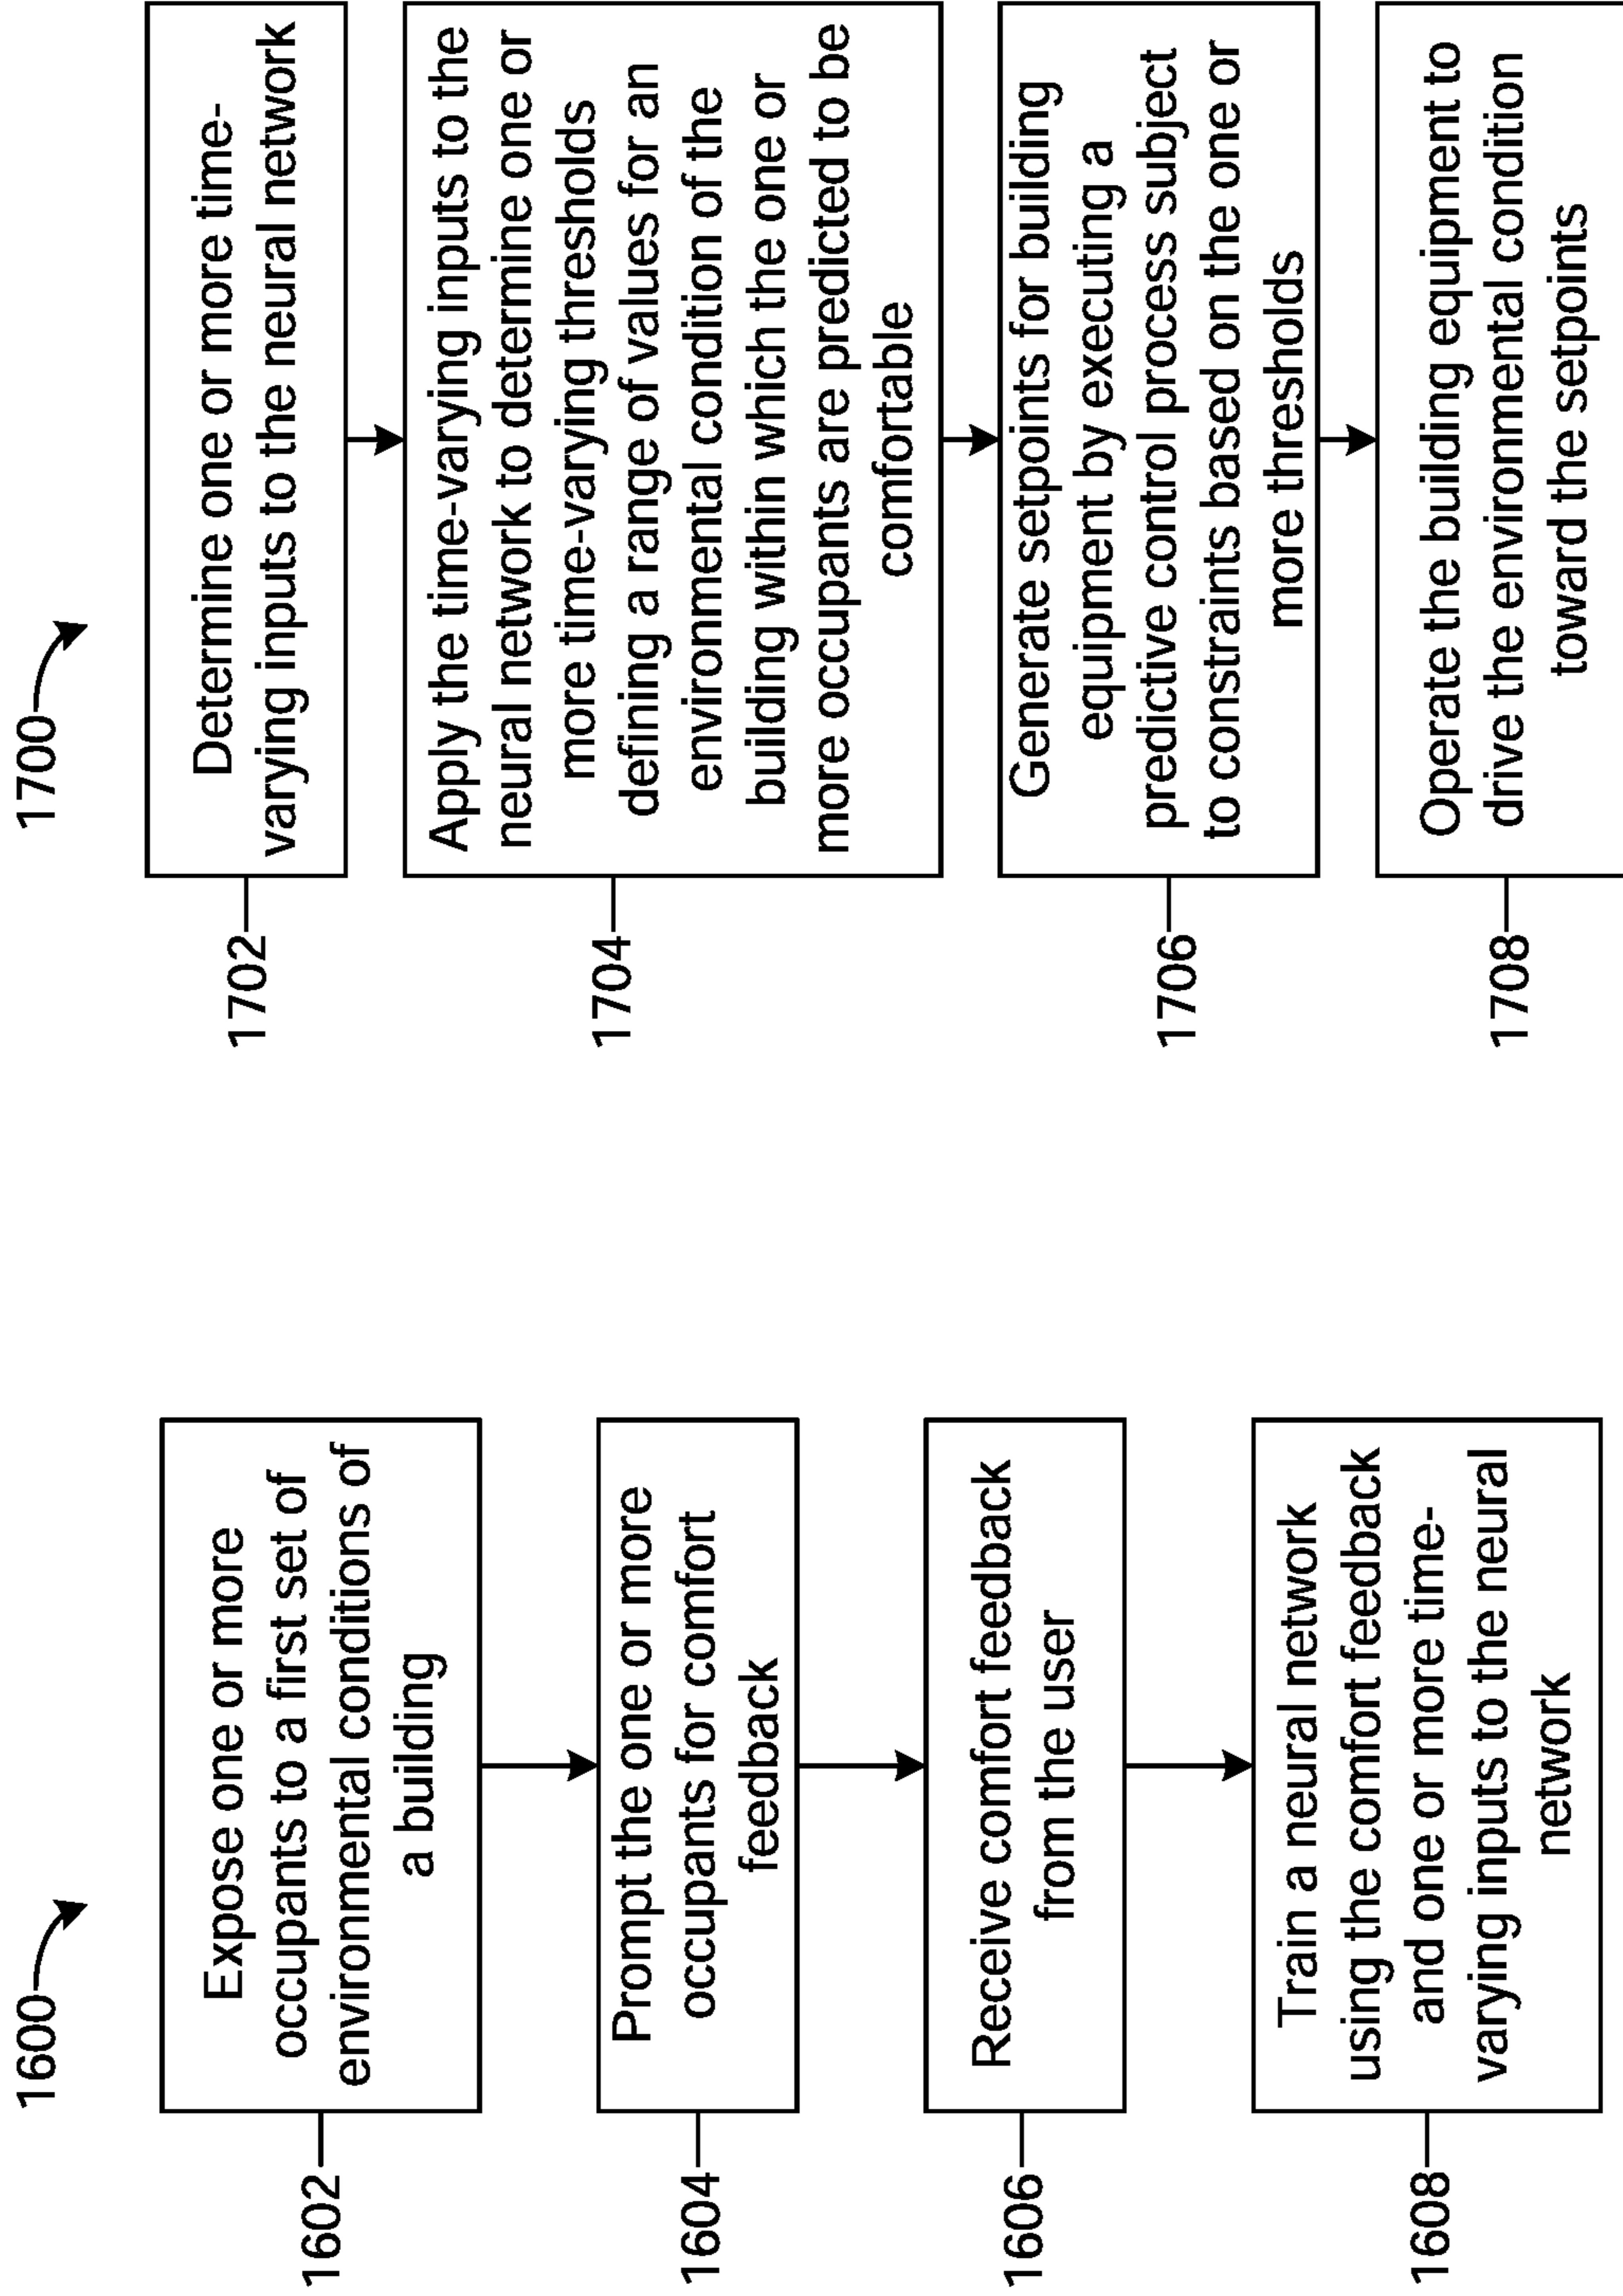 1600
1602
Expose one or more
occupants to a first set of
environmental conditions of
a building
1604
Prompt the one or more
occupants for comfort
feedback
1606
Receive comfort feedback
from the user
1608
Train a neural network
using the comfort feedback
and one or more time-
varying inputs to the neural
network
1700
1702
Determine one or more time-
varying inputs to the neural network
1704
Apply the time-varying inputs to the
neural network to determine one or
more time-varying thresholds
defining a range of values for an
environmental condition of the
building within which the one or
more occupants are predicted to be
comfortable
1706
Generate setpoints for building
equipment by executing a
predictive control process subject
to constraints based on the one or
more thresholds
1708
Operate the building equipment to
drive the environmental condition
toward the setpoints